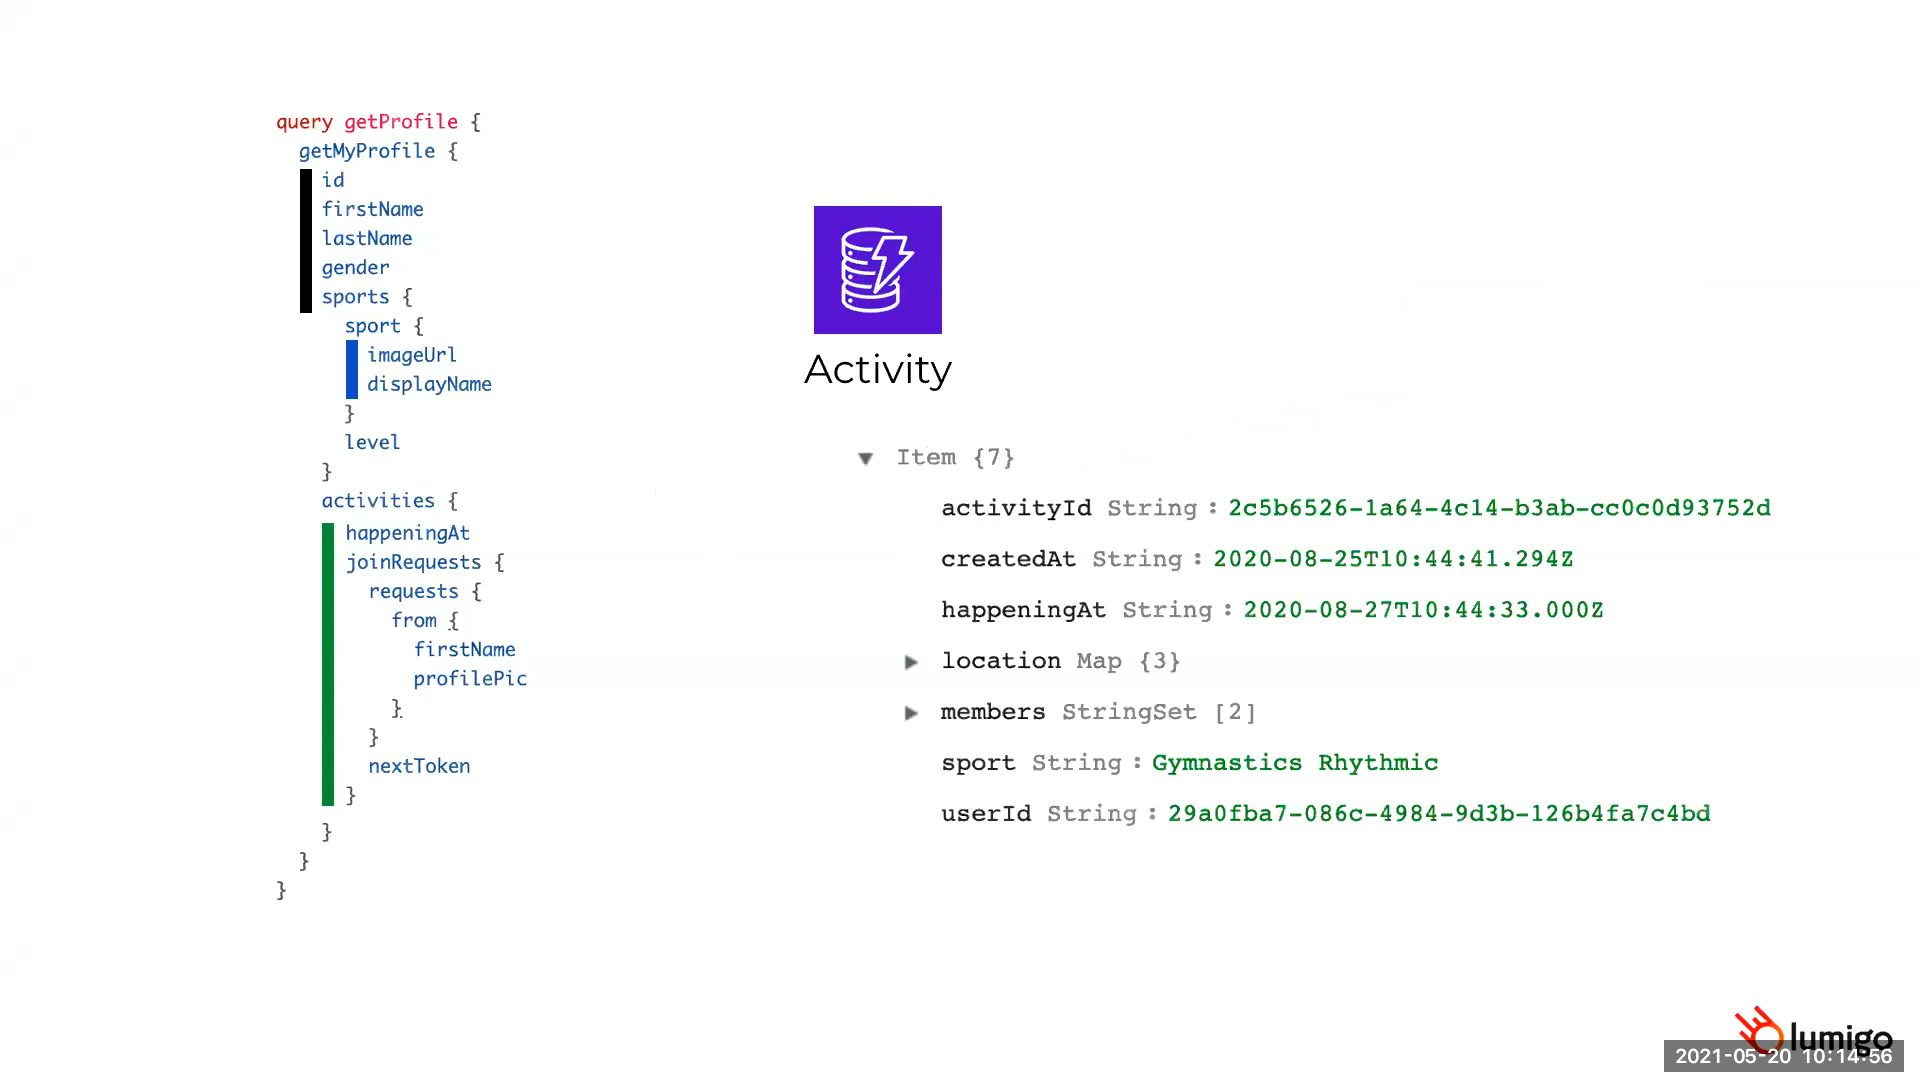 query getProfile {
getMyProfile {
id
firstName
lastName
gender
sports {
sport {
imageUrl
displayName
}
level
}
activities {
happeningAt
joinRequests {
requests {
from {
firstName
profilePic
}
}
nextToken
}
}
}
}
Activity
Item {7}
activityId String : 2c5b6526-1a64-4c14-b3ab-cc0c0d93752d
createdAt String : 2020-08-25T10:44:41.294Z
happeningAt String : 2020-08-27T10:44:33.000Z
location Map {3}
members StringSet [2]
sport String : Gymnastics Rhythmic
userId String : 29a0fba7-086c-4984-9d3b-126b4fa7c4bd
lumigo
2021-05-20 10:14:56